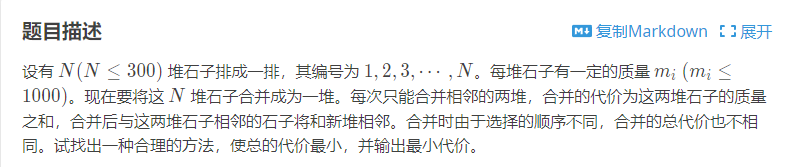 题目描述 复制Markdown 展开
设有 N(N ≤ 300) 堆石子排成一排，其编号为 1, 2, 3, ⋯ , N。每堆石子有一定的质量 mᵢ (mᵢ ≤
1000)。现在要将这 N 堆石子合并成为一堆。每次只能合并相邻的两堆，合并的代价为这两堆石子的质量
之和，合并后与这两堆石子相邻的石子将和新堆相邻。合并时由于选择的顺序不同，合并的总代价也不相
同。试找出一种合理的方法，使总的代价最小，并输出最小代价。